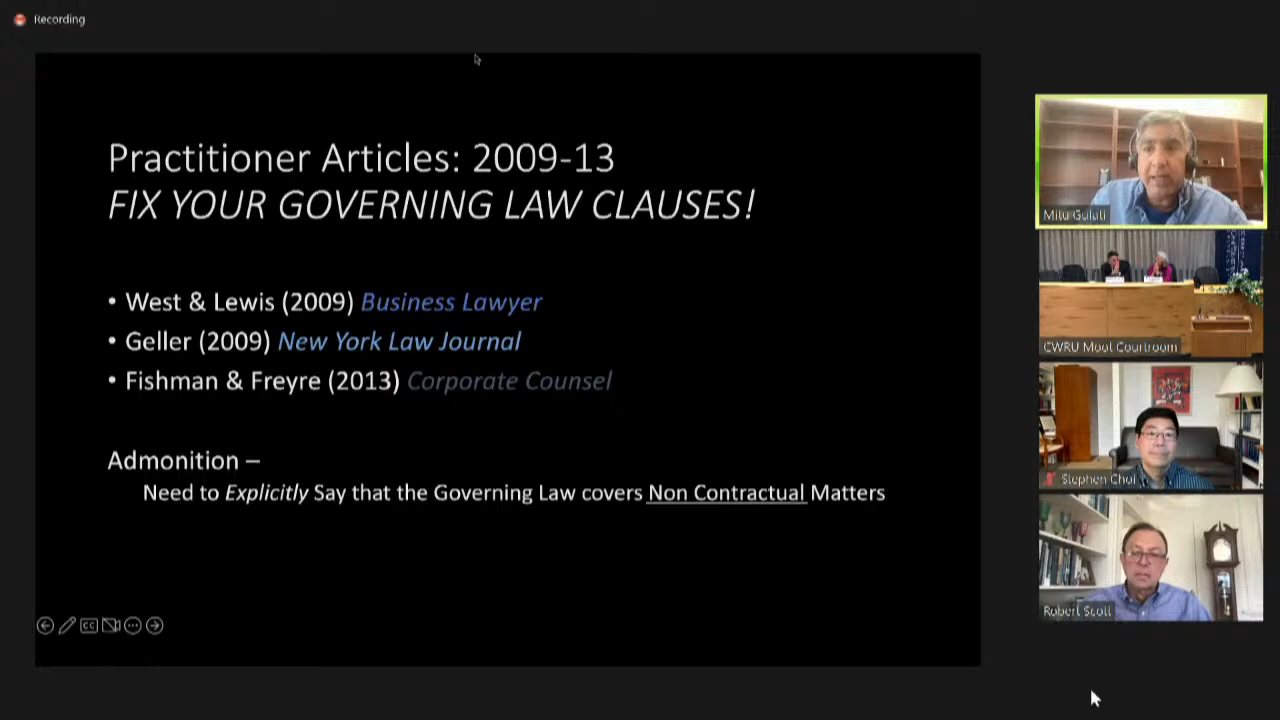 Recording
Practitioner Articles: 2009-13
FIX YOUR GOVERNING LAW CLAUSES!
• West & Lewis (2009) Business Lawyer
• Geller (2009) New York Law Journal
• Fishman & Freyre (2013) Corporate Counsel
Admonition –
Need to Explicitly Say that the Governing Law covers Non Contractual Matters
CC
Mitu Gulati
CWRU Moot Courtroom
Stephen Choi
Robert Scott